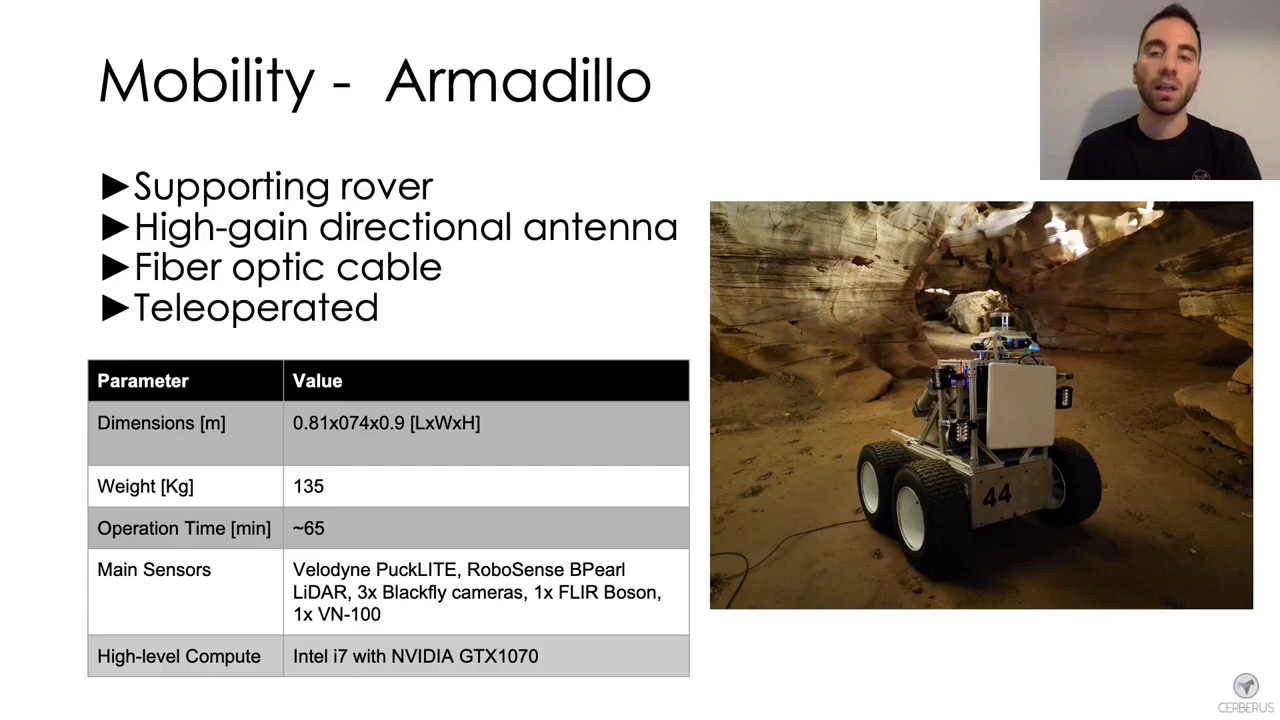 Mobility -  Armadillo
►Supporting rover
►High-gain directional antenna
►Fiber optic cable
►Teleoperated
Parameter Value
Dimensions [m] 0.81x074x0.9 [LxWxH]
Weight [Kg] 135
Operation Time [min] ~65
Main Sensors Velodyne PuckLITE, RoboSense BPearl
LiDAR, 3x Blackfly cameras, 1x FLIR Boson,
1x VN-100
High-level Compute Intel i7 with NVIDIA GTX1070
44
CERBERUS